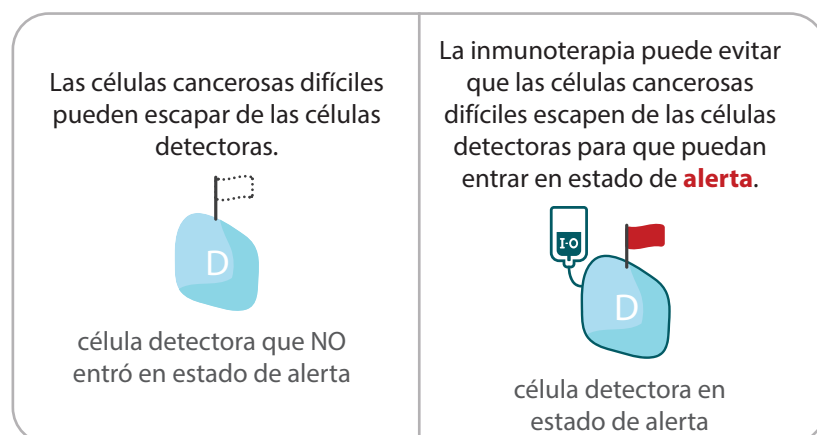 Las células cancerosas difíciles
pueden escapar de las células
detectoras.
D
célula detectora que NO
entró en estado de alerta
La inmunoterapia puede evitar
que las células cancerosas
difíciles escapen de las células
detectoras para que puedan
entrar en estado de alerta.
I-O
D
célula detectora en
estado de alerta